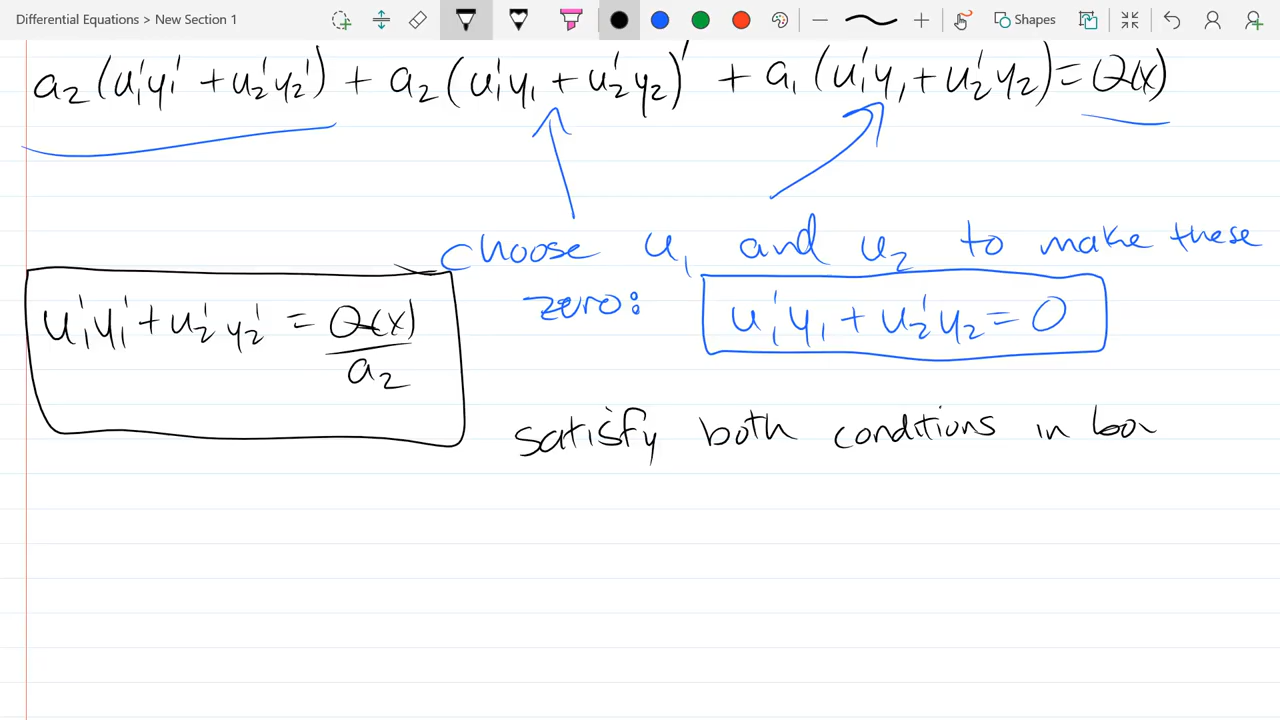 Differential Equations > New Section 1
Shapes
a₂(u₁'y₁' + u₂'y₂') + a₂(u₁'y₁ + u₂'y₂)' + a₁(u₁'y₁ + u₂'y₂) = Q(x)
choose u₁ and u₂ to make these
zero: u₁'y₁ + u₂'y₂ = 0
u₁'y₁' + u₂'y₂' = Q(x)
a₂
satisfy both conditions in box